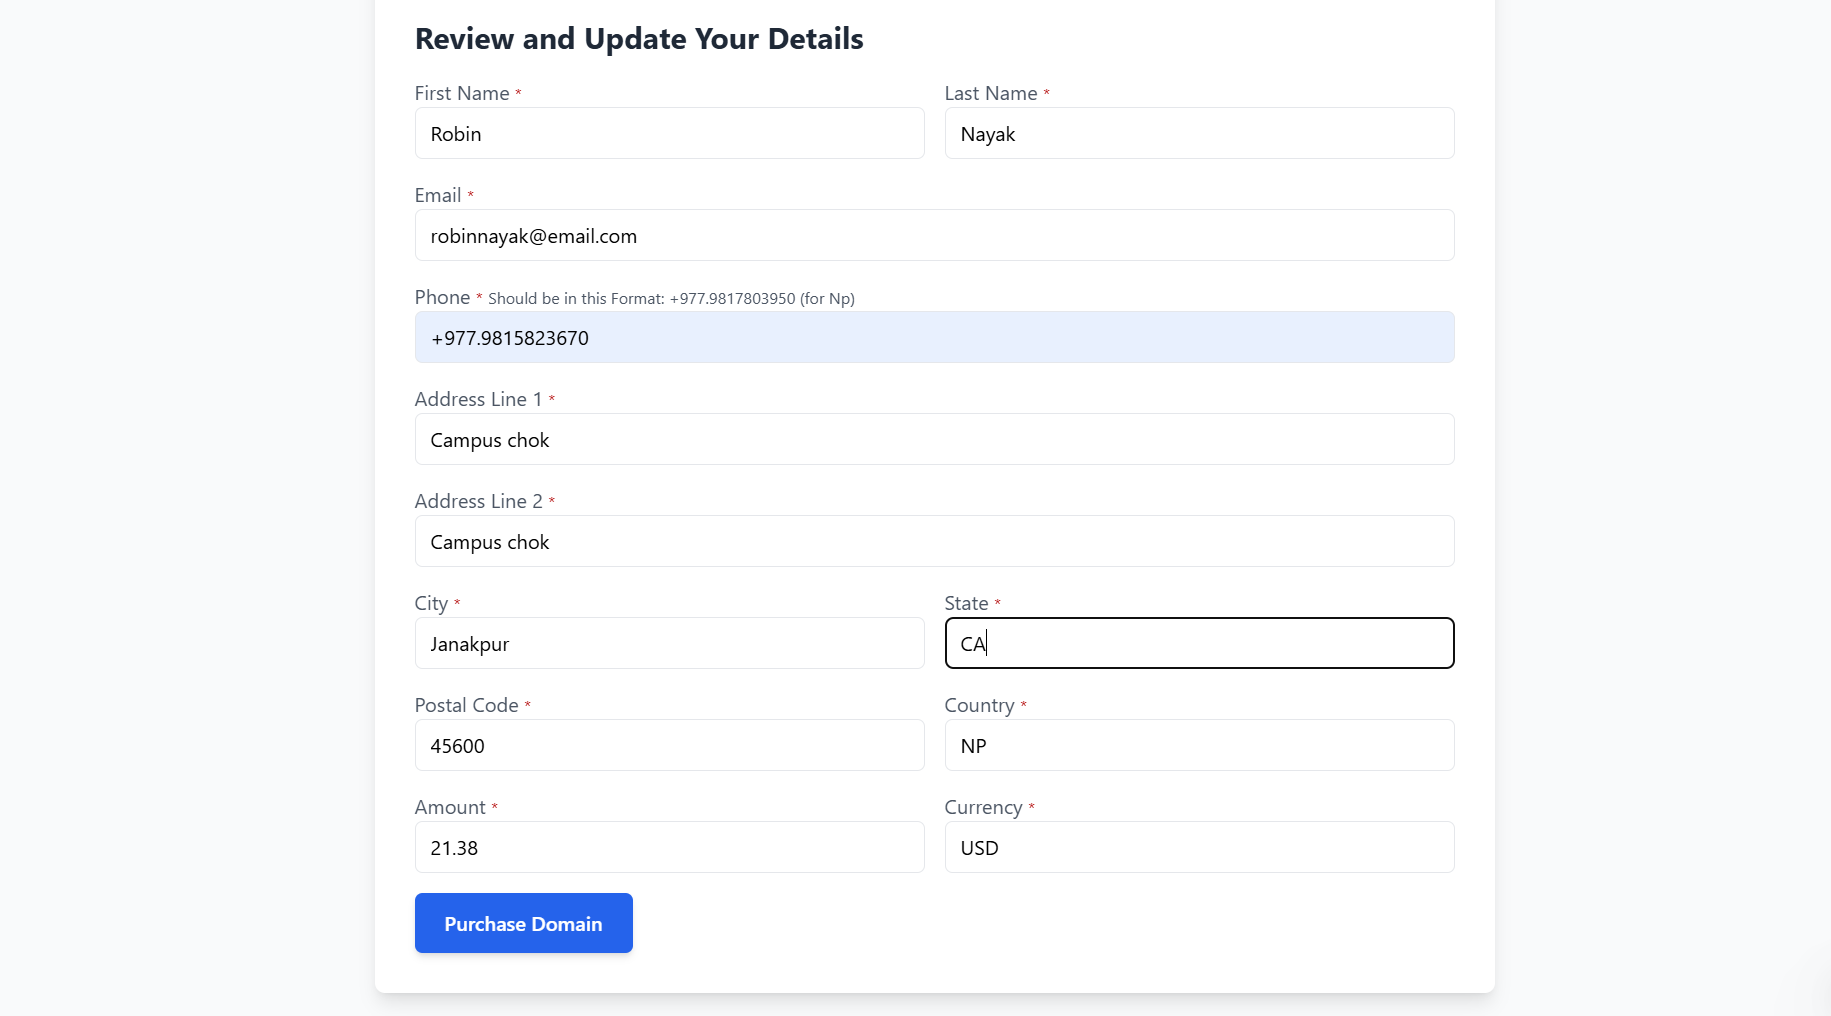 Review and Update Your Details
First Name * Last Name *
Robin Nayak
Email *
robinnayak@email.com
Phone * Should be in this Format: +977.9817803950 (for Np)
+977.9815823670
Address Line 1 *
Campus chok
Address Line 2 *
Campus chok
City * State *
Janakpur CA
Postal Code * Country *
45600 NP
Amount * Currency *
21.38 USD
Purchase Domain